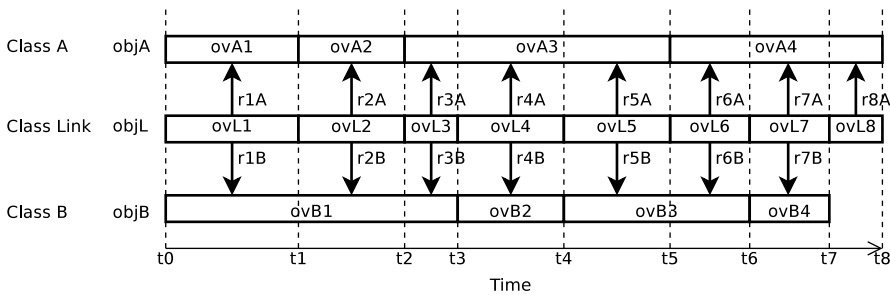 Class A objA ovA1 ovA2 ovA3 ovA4
r1A r2A r3A r4A r5A r6A r7A r8A
Class Link objL ovL1 ovL2 ovL3 ovL4 ovL5 ovL6 ovL7 ovL8
r1B r2B r3B r4B r5B r6B r7B
Class B objB ovB1 ovB2 ovB3 ovB4
t0 t1 t2 t3 t4 t5 t6 t7 t8
Time